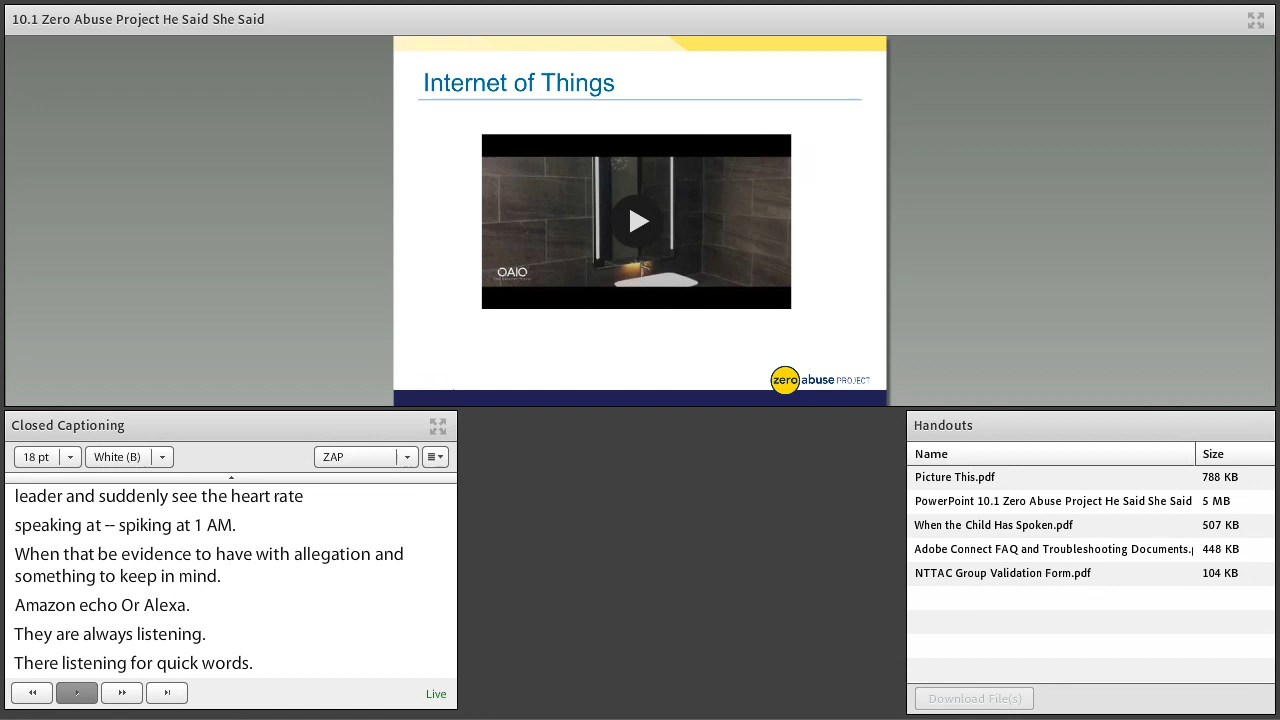 10.1 Zero Abuse Project He Said She Said
Internet of Things
OAIO
zero abuse PROJECT
Closed Captioning
18 pt
White (B)
ZAP
leader and suddenly see the heart rate
speaking at -- spiking at 1 AM.
When that be evidence to have with allegation and
something to keep in mind.
Amazon echo Or Alexa.
They are always listening.
There listening for quick words.
Live
Handouts
Name Size
Picture This.pdf 788 KB
PowerPoint 10.1 Zero Abuse Project He Said She Said 5 MB
When the Child Has Spoken.pdf 507 KB
Adobe Connect FAQ and Troubleshooting Documents.p 448 KB
NTTAC Group Validation Form.pdf 104 KB
Download File(s)